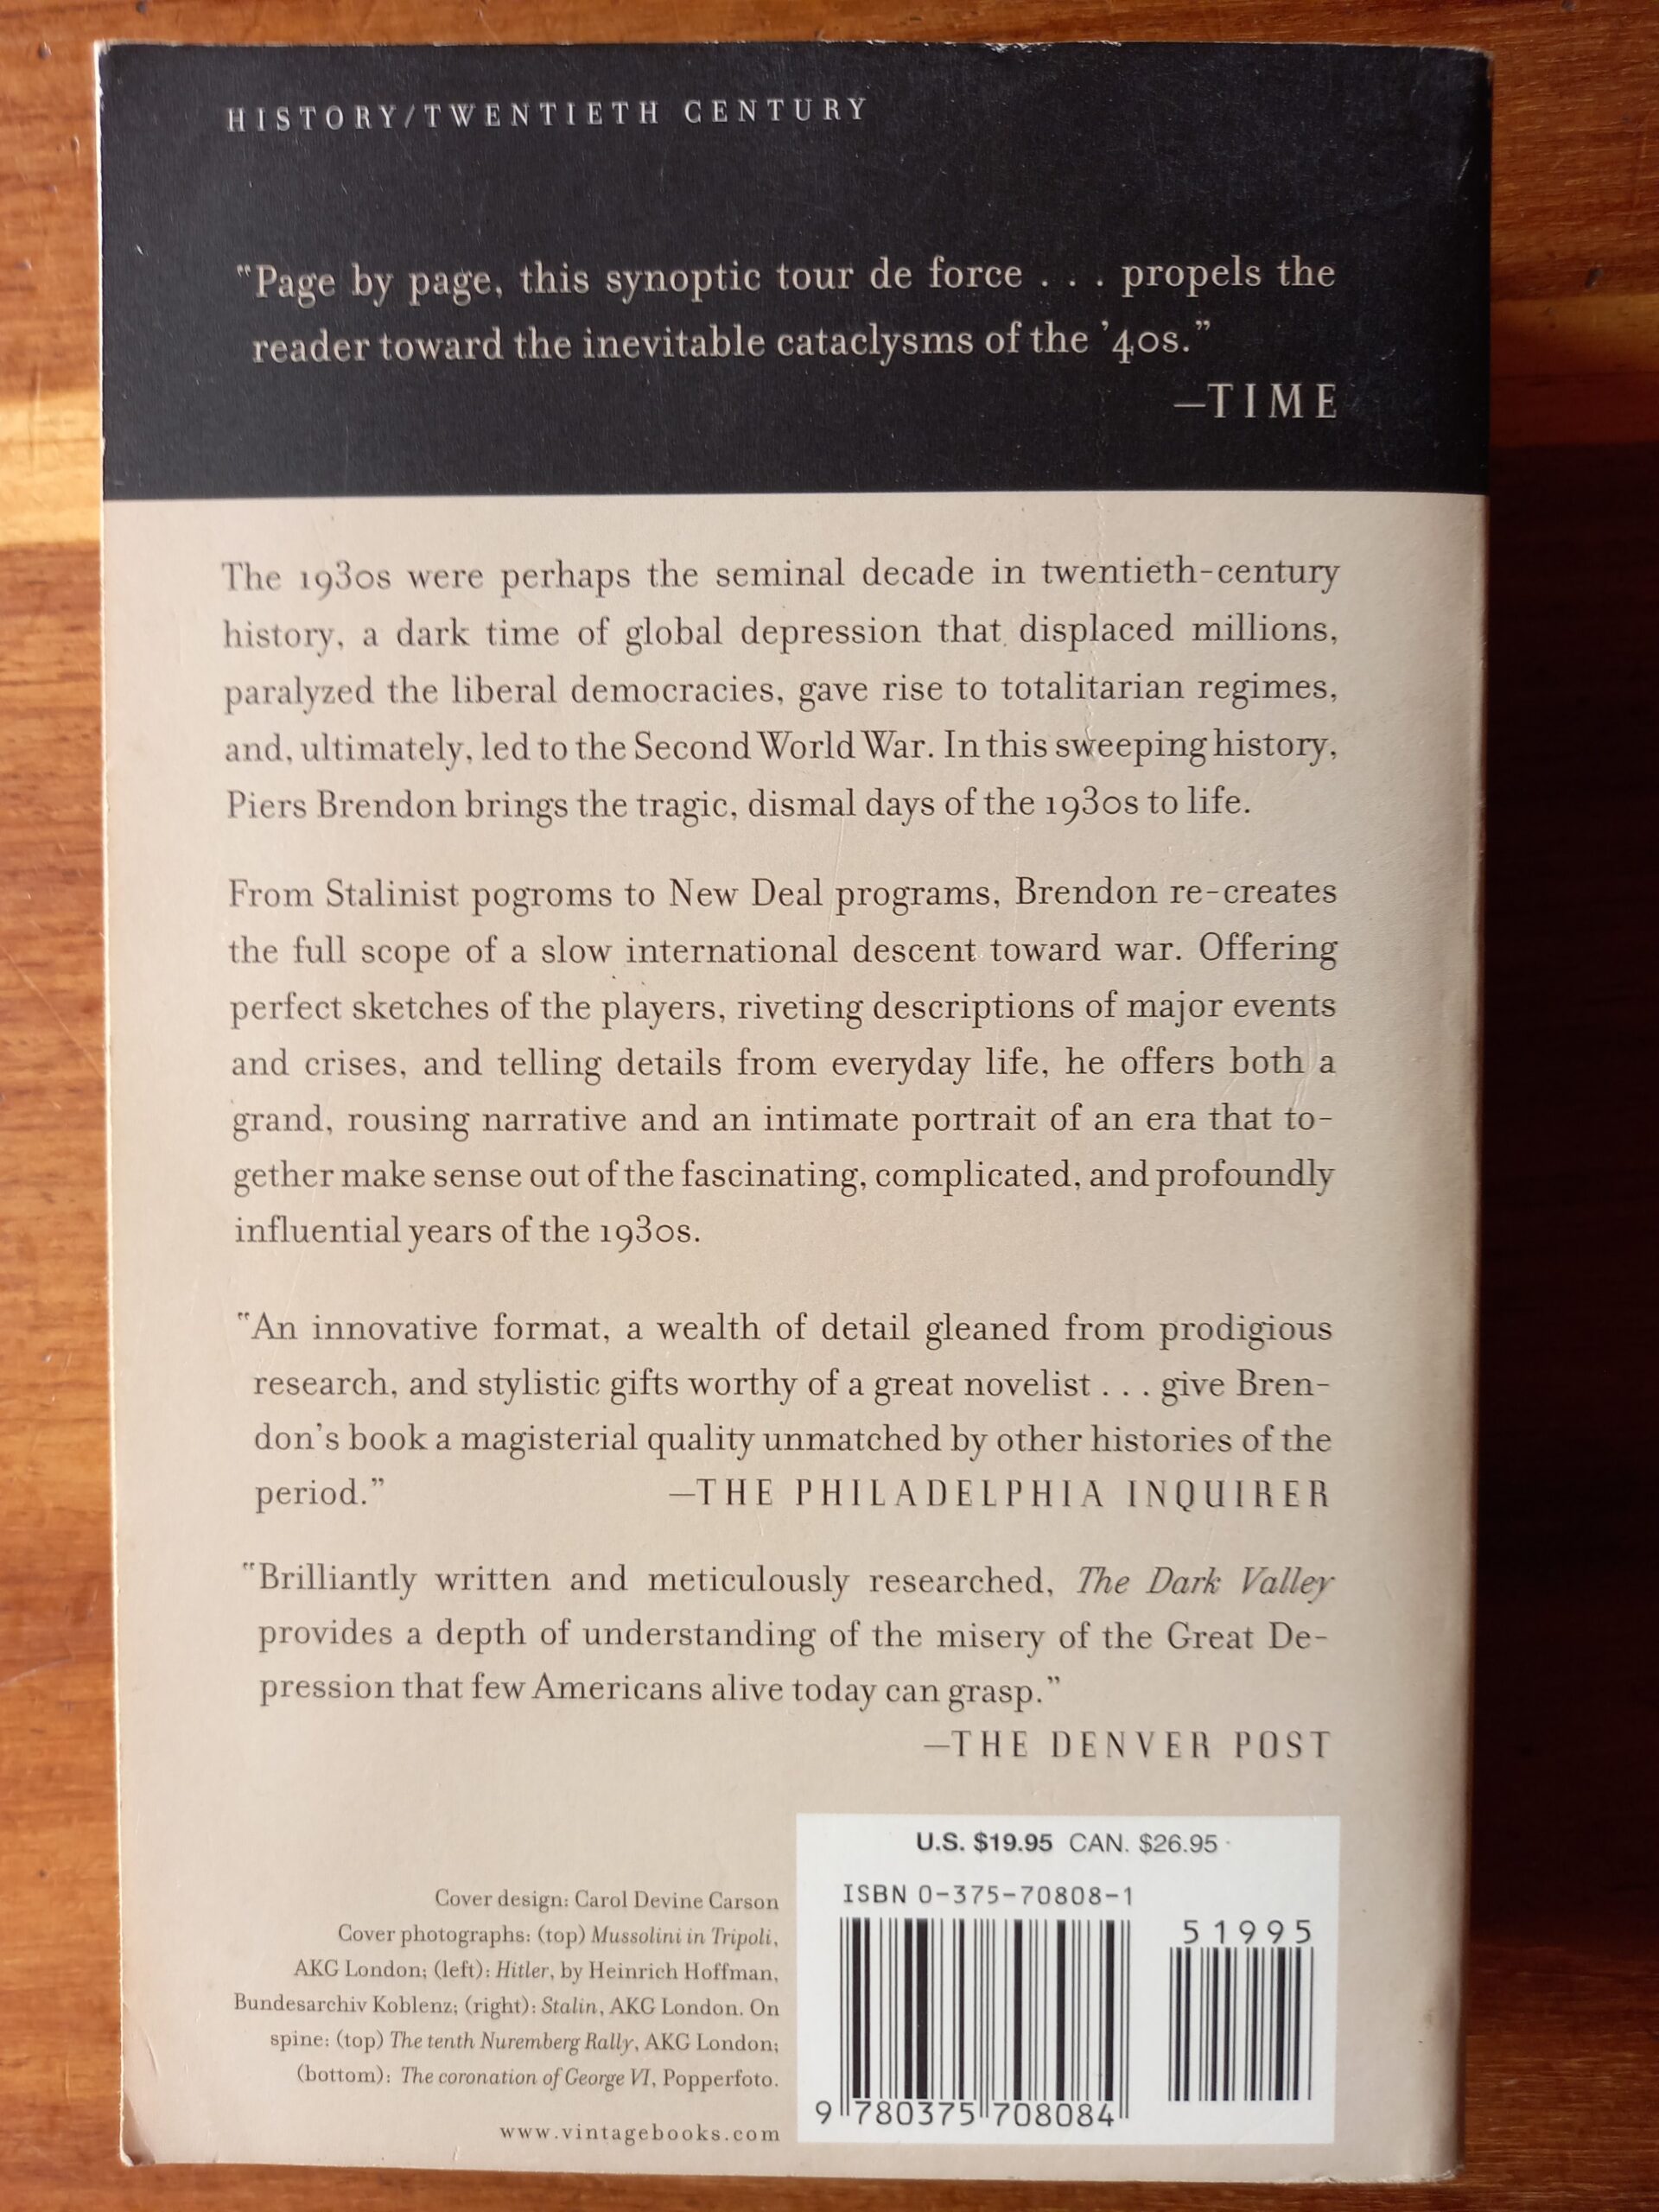 HISTORY/TWENTIETH CENTURY
"Page by page, this synoptic tour de force . . . propels the
reader toward the inevitable cataclysms of the ’40s.”
—TIME
The 1930s were perhaps the seminal decade in twentieth-century
history, a dark time of global depression that displaced millions,
paralyzed the liberal democracies, gave rise to totalitarian regimes,
and, ultimately, led to the Second World War. In this sweeping history,
Piers Brendon brings the tragic, dismal days of the 1930s to life.
From Stalinist pogroms to New Deal programs, Brendon re-creates
the full scope of a slow international descent toward war. Offering
perfect sketches of the players, riveting descriptions of major events
and crises, and telling details from everyday life, he offers both a
grand, rousing narrative and an intimate portrait of an era that to-
gether make sense out of the fascinating, complicated, and profoundly
influential years of the 1930s.
"An innovative format, a wealth of detail gleaned from prodigious
research, and stylistic gifts worthy of a great novelist . . . give Bren-
don’s book a magisterial quality unmatched by other histories of the
period.” —THE PHILADELPHIA INQUIRER
"Brilliantly written and meticulously researched, The Dark Valley
provides a depth of understanding of the misery of the Great De-
pression that few Americans alive today can grasp.”
—THE DENVER POST
Cover design: Carol Devine Carson
Cover photographs: (top) Mussolini in Tripoli,
AKG London; (left): Hitler, by Heinrich Hoffman,
Bundesarchiv Koblenz; (right): Stalin, AKG London. On
spine: (top) The tenth Nuremberg Rally, AKG London;
(bottom): The coronation of George VI, Popperfoto.
www.vintagebooks.com
U.S. $19.95 CAN. $26.95
ISBN 0-375-70808-1
51995
9 780375 708084